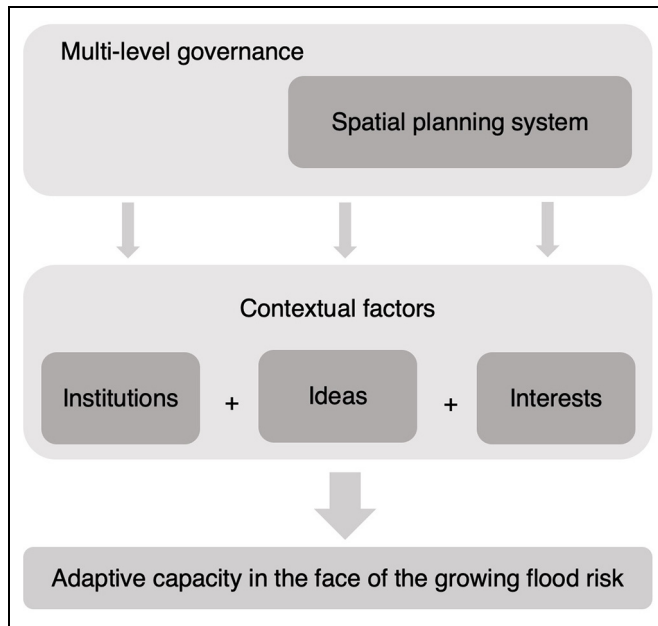 Multi-level governance
Spatial planning system
Contextual factors
Institutions + Ideas + Interests
Adaptive capacity in the face of the growing flood risk